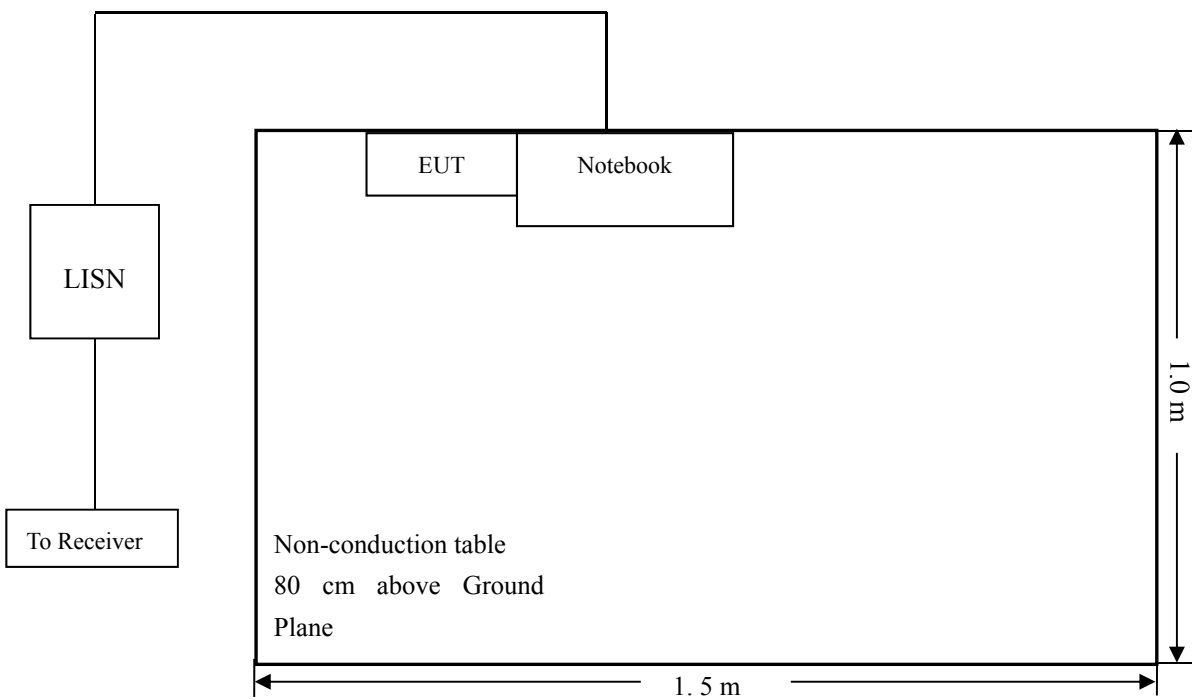 EUT
Notebook
LISN
1.0 m
To Receiver
Non-conduction table
80 cm above Ground
Plane
1. 5 m